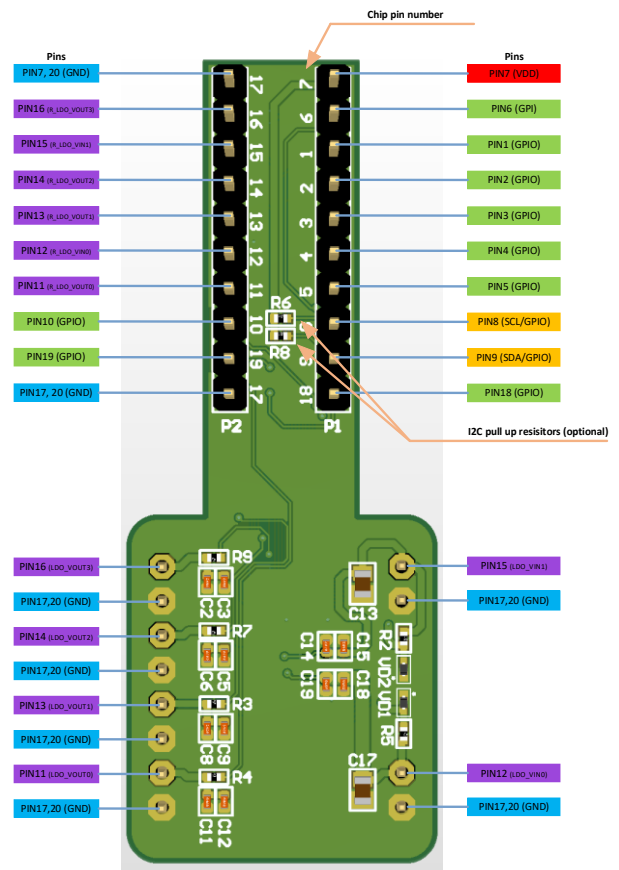 Chip pin number
Pins
Pins
PIN7, 20 (GND)
PIN7 (VDD)
PIN16 (R_LDO_VOUT3)
PIN6 (GPI)
PIN15 (R_LDO_VIN1)
PIN1 (GPIO)
PIN14 (R_LDO_VOUT2)
PIN2 (GPIO)
PIN13 (R_LDO_VOUT1)
PIN3 (GPIO)
PIN12 (R_LDO_VIN0)
PIN4 (GPIO)
PIN11 (R_LDO_VOUT0)
PIN5 (GPIO)
PIN10 (GPIO)
PIN8 (SCL/GPIO)
PIN19 (GPIO)
PIN9 (SDA/GPIO)
PIN17, 20 (GND)
PIN18 (GPIO)
17
16
15
14
13
12
11
10
19
17
P2
7
6
1
2
3
4
5
9
18
P1
R6
R8
I2C pull up resisitors (optional)
PIN16 (LDO_VOUT3)
PIN17,20 (GND)
PIN14 (LDO_VOUT2)
PIN17,20 (GND)
PIN13 (LDO_VOUT1)
PIN17,20 (GND)
PIN11 (LDO_VOUT0)
PIN17,20 (GND)
R9
C2
C3
R7
C6
C5
R3
C8
C9
R4
C11
C12
C13
C14
C15
C19
C18
C17
R2
VD2
VD1
R5
PIN15 (LDO_VIN1)
PIN17,20 (GND)
PIN12 (LDO_VIN0)
PIN17,20 (GND)